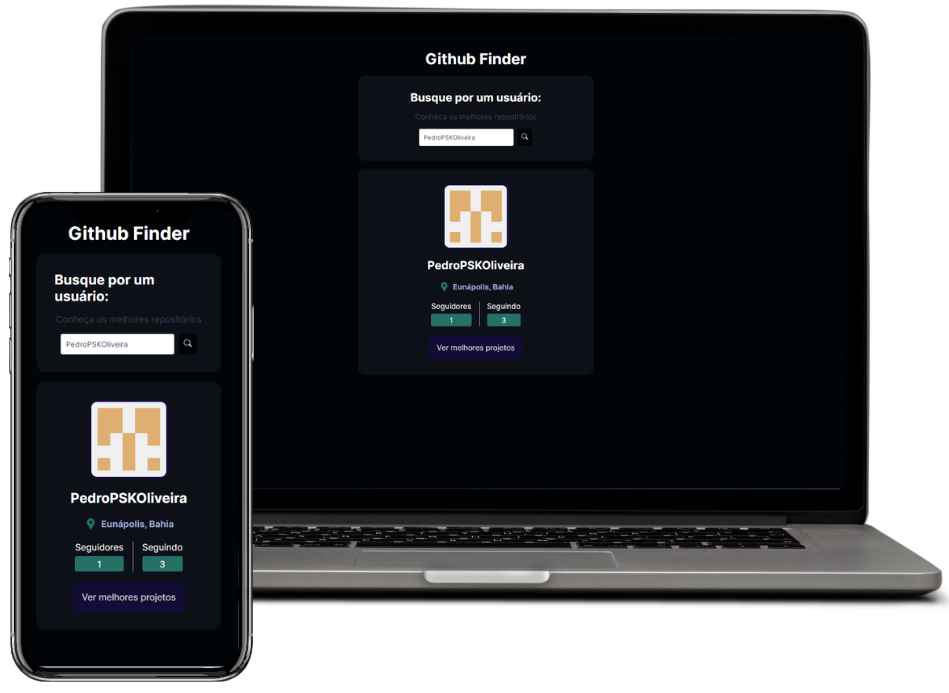 Github Finder
Busque por um usuário:
Conheça os melhores repositórios
PedroPSKOliveira
PedroPSKOliveira
Eunápolis, Bahia
Seguidores Seguindo
1 3
Ver melhores projetos
Github Finder
Busque por um
usuário:
Conheça os melhores repositórios
PedroPSKOliveira
PedroPSKOliveira
Eunápolis, Bahia
Seguidores Seguindo
1 3
Ver melhores projetos